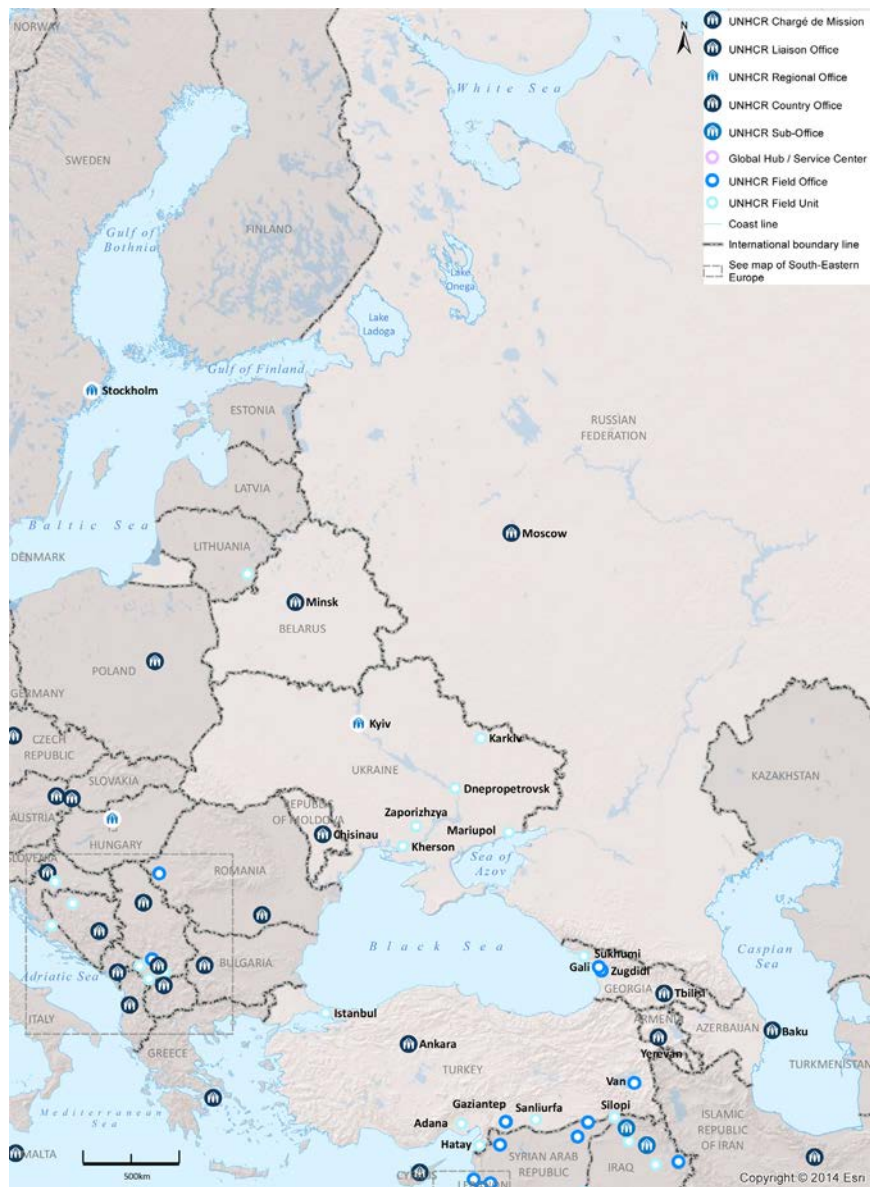 NORWAY
N
UNHCR Chargé de Mission
UNHCR Liaison Office
UNHCR Regional Office
UNHCR Country Office
UNHCR Sub-Office
Global Hub / Service Center
UNHCR Field Office
UNHCR Field Unit
Coast line
International boundary line
See map of South-Eastern
Europe
White Sea
SWEDEN
Gulf of
Bothnia
FINLAND
Lake
Onega
Lake
Ladoga
Gulf of Finland
Stockholm
ESTONIA
RUSSIAN
FEDERATION
LATVIA
Baltic Sea
Moscow
LITHUANIA
DENMARK
Minsk
BELARUS
POLAND
GERMANY
Kyiv
Karkiv
CZECH
REPUBLIC
UKRAINE
SLOVAKIA
KAZAKHSTAN
Dnepropetrovsk
AUSTRIA
REPUBLIC
OF MOLDOVA
Zaporizhzya
Mariupol
Chisinau
HUNGARY
Kherson
SLOVENIA
Sea of
Azov
ROMANIA
Black Sea
Caspian
Sea
Sukhumi
Gali
Zugdidi
Adriatic Sea
BULGARIA
GEORGIA
Tbilisi
ITALY
Istanbul
ARMENIA
AZERBAIJAN
Baku
Ankara
Yerevan
GREECE
TURKEY
TURKMENISTAN
Van
Mediterranean
Sea
Gaziantep
Sanliurfa
Silopi
ISLAMIC
REPUBLIC
OF IRAN
Adana
Hatay
SYRIAN ARAB
REPUBLIC
IRAQ
MALTA
500km
CYPRUS
LEBANON
Copyright © 2014 Esri